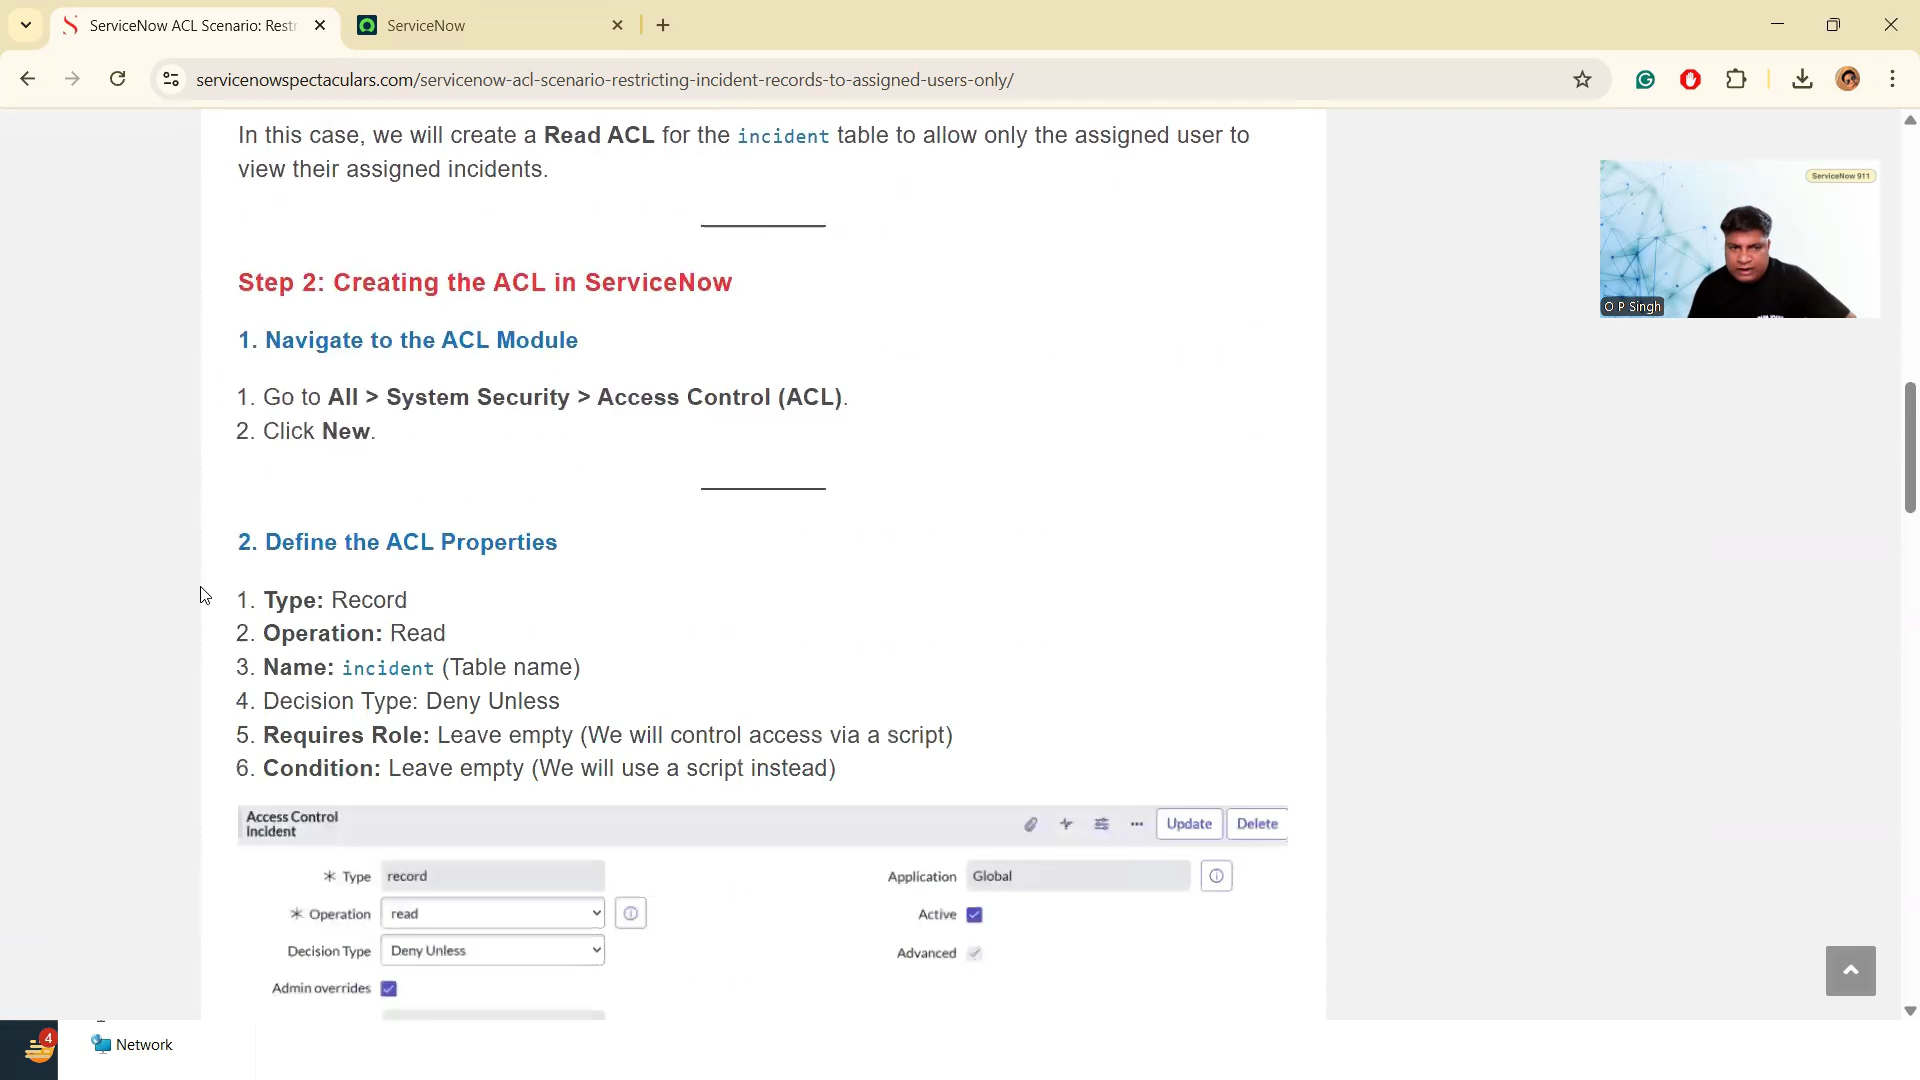 ServiceNow ACL Scenario: Restr
ServiceNow
servicenowspectaculars.com/servicenow-acl-scenario-restricting-incident-records-to-assigned-users-only/
In this case, we will create a Read ACL for the incident table to allow only the assigned user to
view their assigned incidents.
ServiceNow 911
O P Singh
Step 2: Creating the ACL in ServiceNow
1. Navigate to the ACL Module
1. Go to All > System Security > Access Control (ACL).
2. Click New.
2. Define the ACL Properties
1. Type: Record
2. Operation: Read
3. Name: incident (Table name)
4. Decision Type: Deny Unless
5. Requires Role: Leave empty (We will control access via a script)
6. Condition: Leave empty (We will use a script instead)
Access Control
incident
Update
Delete
Type record
Application Global
Operation read
Active
Decision Type Deny Unless
Advanced
Admin overrides
4
Network